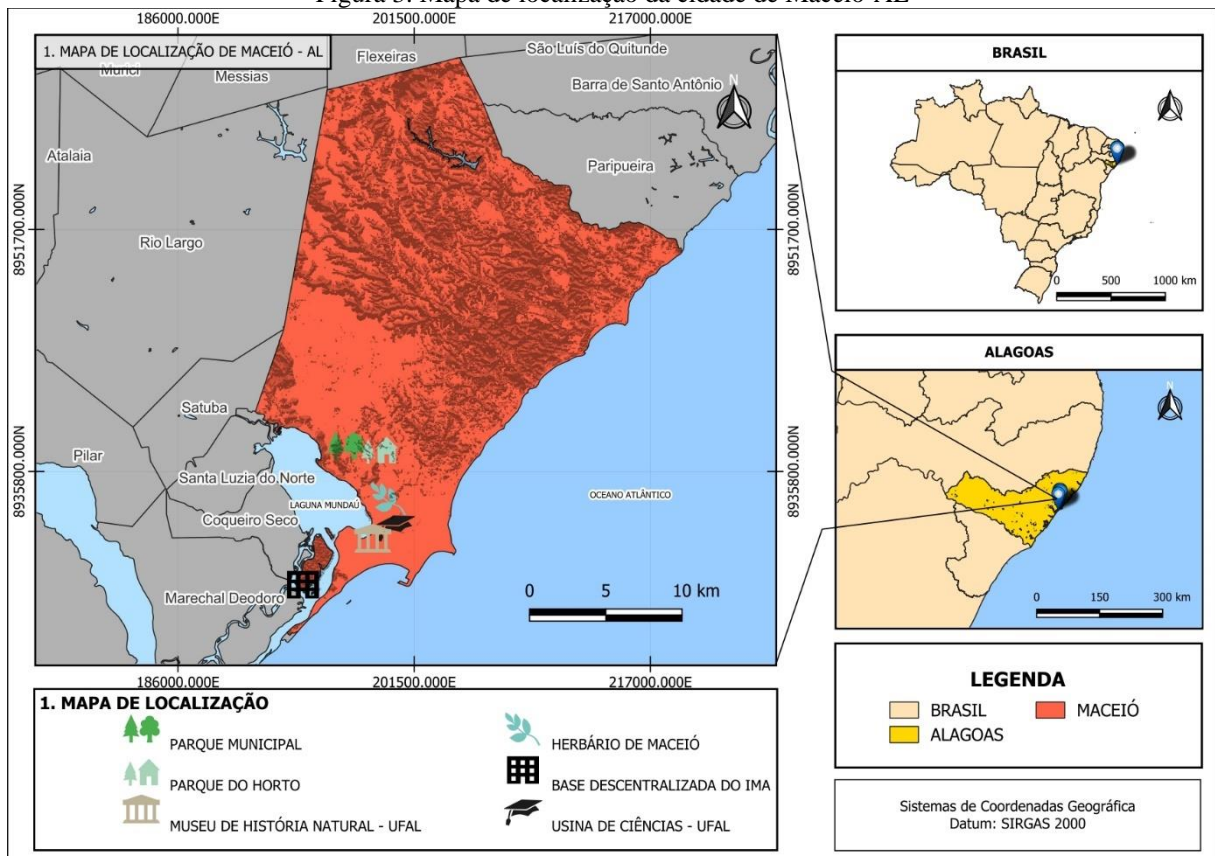 Figura 3: Mapa de localização da cidade de Maceió-AL
186000.000E
201500.000E
217000.000E
1. MAPA DE LOCALIZAÇÃO DE MACEIÓ - AL
Murici
Messias
Flexeiras
São Luís do Quitunde
Barra de Santo Antônio
N
Atalaia
Paripueira
Rio Largo
8951700.000N
8951700.000N
Satuba
Pilar
Santa Luzia do Norte
8935800.000N
8935800.000N
LAGUNA MUNDAÚ
OCEANO ATLÂNTICO
Coqueiro Seco
Marechal Deodoro
0 5 10 km
186000.000E
201500.000E
217000.000E
BRASIL
N
0 500 1000 km
ALAGOAS
N
0 150 300 km
1. MAPA DE LOCALIZAÇÃO
PARQUE MUNICIPAL
HERBÁRIO DE MACEIÓ
PARQUE DO HORTO
BASE DESCENTRALIZADA DO IMA
MUSEU DE HISTÓRIA NATURAL - UFAL
USINA DE CIÊNCIAS - UFAL
LEGENDA
BRASIL
MACEIÓ
ALAGOAS
Sistemas de Coordenadas Geográfica
Datum: SIRGAS 2000